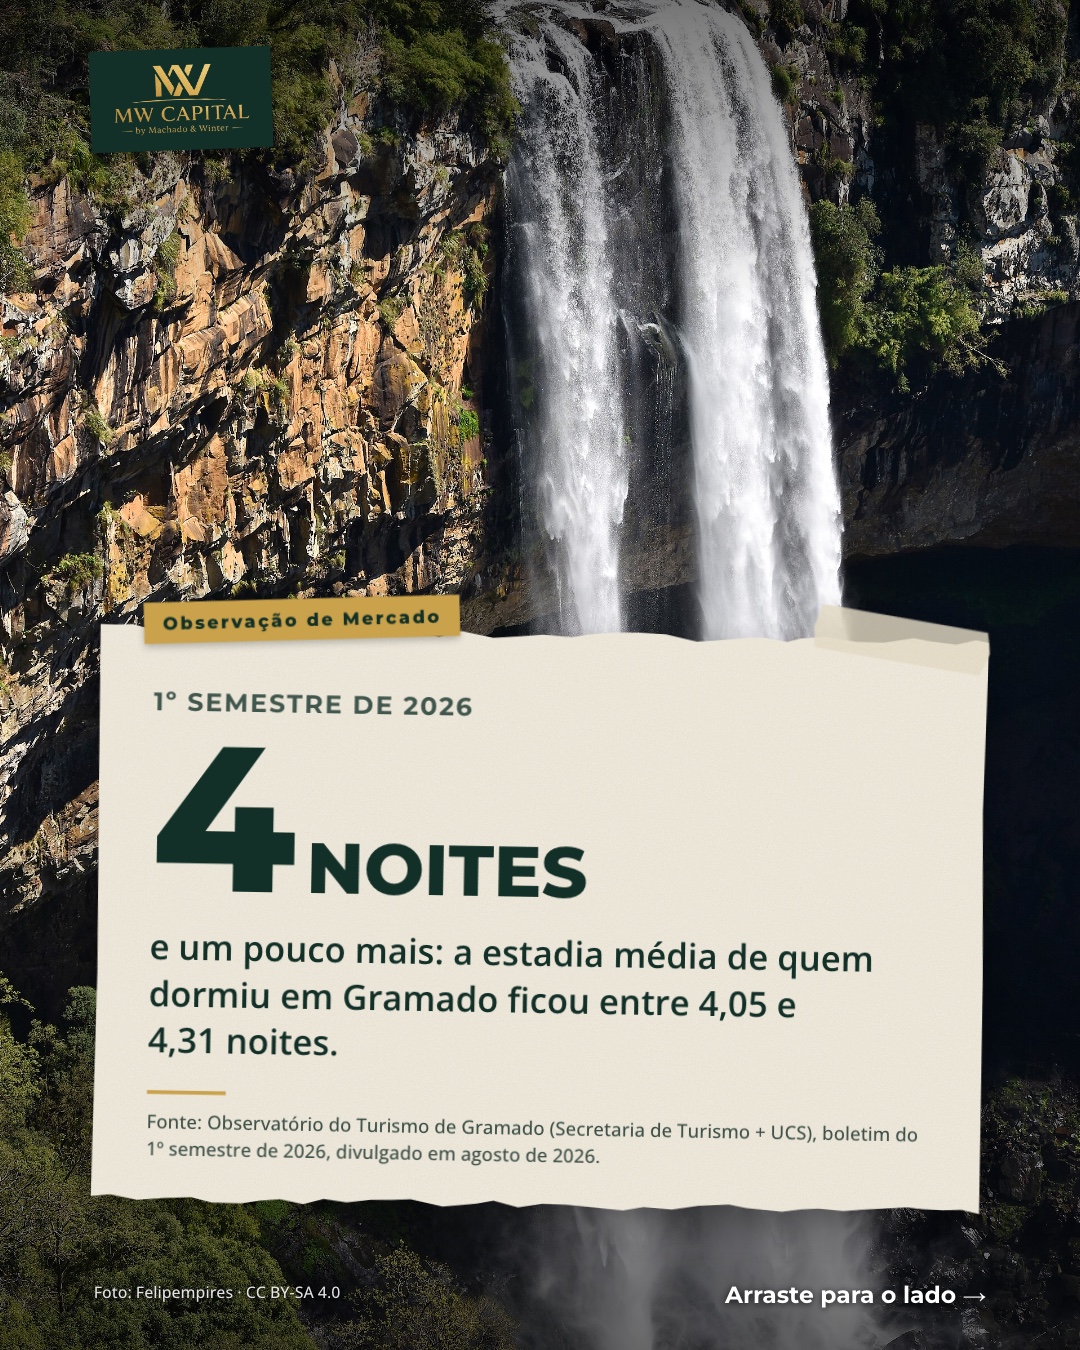 MW CAPITAL
by Machado & Winter
Observação de Mercado
1º SEMESTRE DE 2026
4 NOITES
e um pouco mais: a estadia média de quem
dormiu em Gramado ficou entre 4,05 e
4,31 noites.
Fonte: Observatório do Turismo de Gramado (Secretaria de Turismo + UCS), boletim do
1º semestre de 2026, divulgado em agosto de 2026.
Foto: Felipempires · CC BY-SA 4.0
Arraste para o lado →